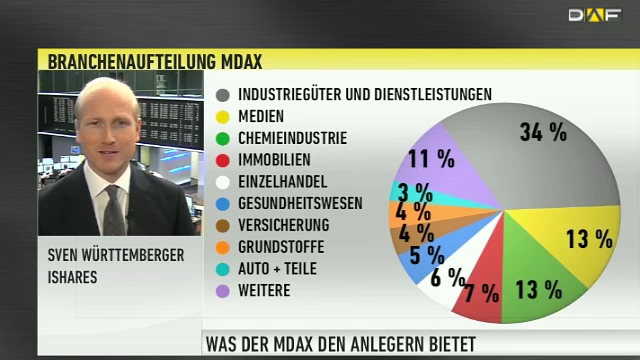 DAF
BRANCHENAUFTEILUNG MDAX
INDUSTRIEGÜTER UND DIENSTLEISTUNGEN
MEDIEN
CHEMIEINDUSTRIE
IMMOBILIEN
EINZELHANDEL
GESUNDHEITSWESEN
VERSICHERUNG
GRUNDSTOFFE
AUTO + TEILE
WEITERE
34 %
13 %
13 %
7 %
6 %
5 %
4 %
4 %
3 %
11 %
SVEN WÜRTTEMBERGER
ISHARES
WAS DER MDAX DEN ANLEGERN BIETET